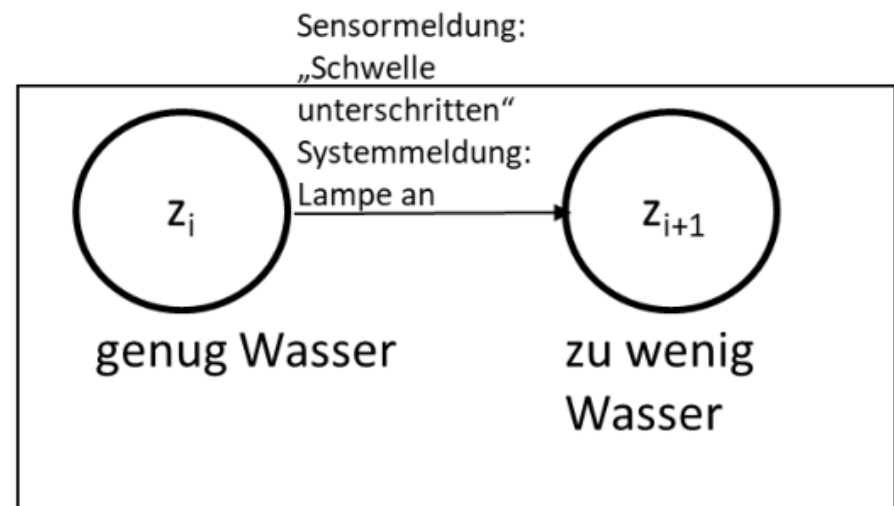 Sensormeldung:
„Schwelle
unterschritten“
Systemmeldung:
Lampe an
zᵢ
zᵢ₊₁
genug Wasser
zu wenig
Wasser